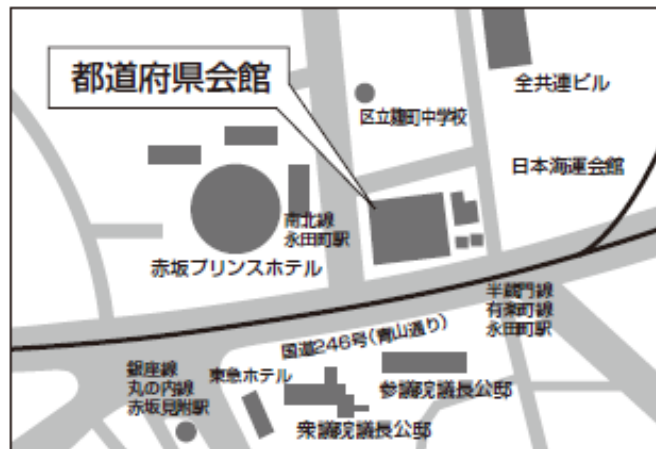 都道府県会館
全共連ビル
区立麹町中学校
日本海運会館
南北線
永田町駅
赤坂プリンスホテル
半蔵門線
有楽町線
永田町駅
国道246号(青山通り)
銀座線
丸の内線
赤坂見附駅
東急ホテル
参議院議長公邸
衆議院議長公邸